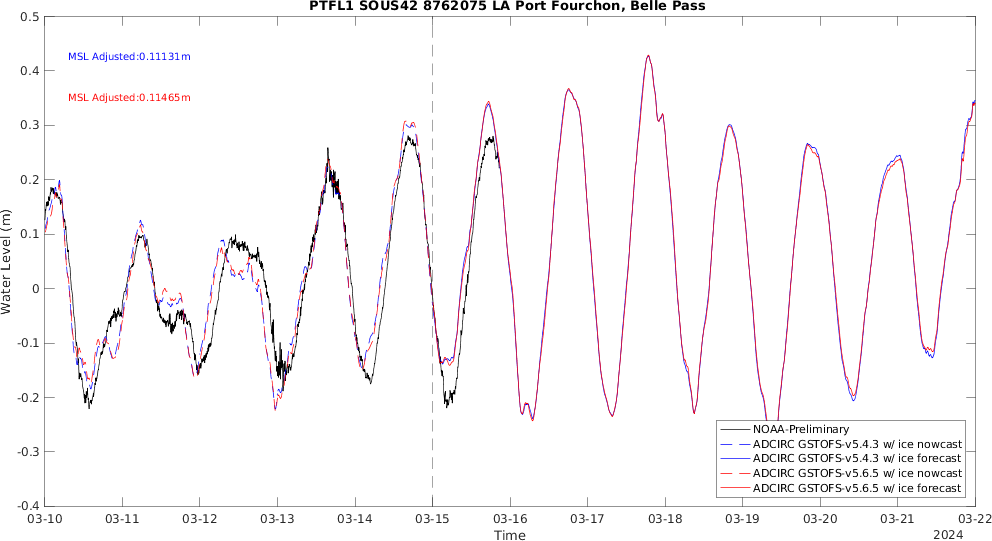 PTFL1 SOUS42 8762075 LA Port Fourchon, Belle Pass
0.5
0.4
0.3
0.2
0.1
0
-0.1
-0.2
-0.3
-0.4
Water Level (m)
MSL Adjusted:0.11131m
MSL Adjusted:0.11465m
NOAA-Preliminary
ADCIRC GSTOFS-v5.4.3 w/ ice nowcast
ADCIRC GSTOFS-v5.4.3 w/ ice forecast
ADCIRC GSTOFS-v5.6.5 w/ ice nowcast
ADCIRC GSTOFS-v5.6.5 w/ ice forecast
03-10 03-11 03-12 03-13 03-14 03-15 03-16 03-17 03-18 03-19 03-20 03-21 03-22
Time
2024